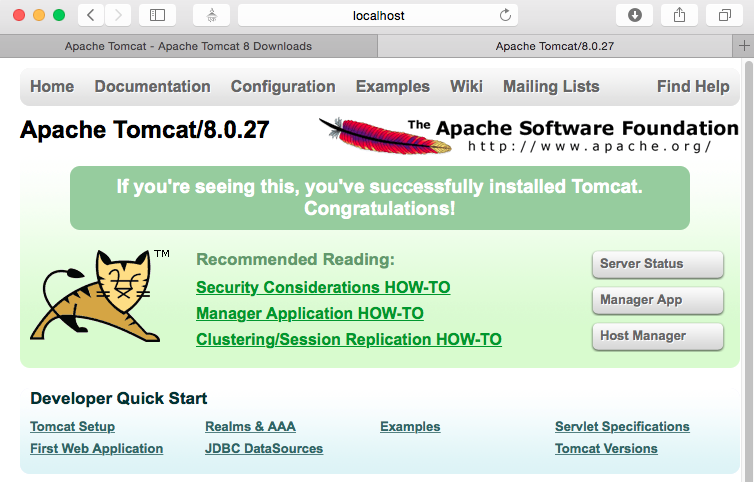 localhost
Apache Tomcat - Apache Tomcat 8 Downloads
Apache Tomcat/8.0.27
Home Documentation Configuration Examples Wiki Mailing Lists Find Help
Apache Tomcat/8.0.27
The Apache Software Foundation
http://www.apache.org/
If you're seeing this, you've successfully installed Tomcat.
Congratulations!
TM
Recommended Reading:
Security Considerations HOW-TO
Manager Application HOW-TO
Clustering/Session Replication HOW-TO
Server Status
Manager App
Host Manager
Developer Quick Start
Tomcat Setup
First Web Application
Realms & AAA
JDBC DataSources
Examples
Servlet Specifications
Tomcat Versions